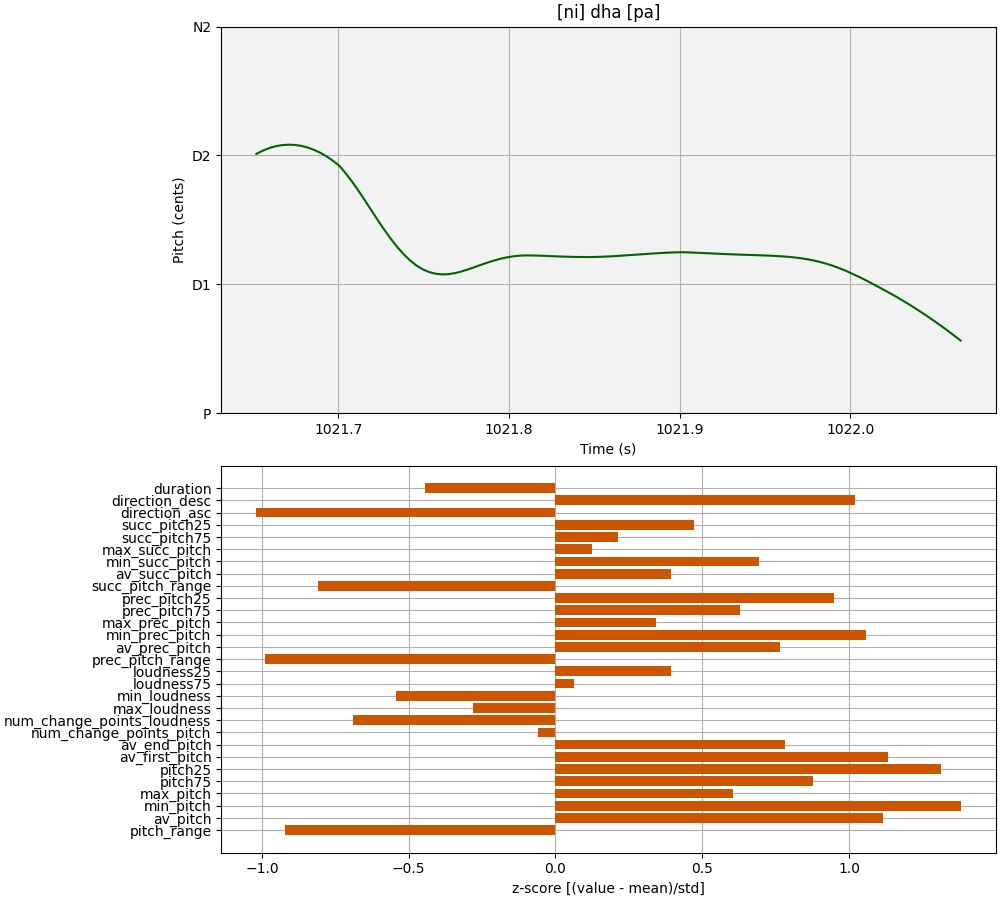 [ni] dha [pa]
N2
D2
D1
P
Pitch (cents)
1021.7 1021.8 1021.9 1022.0
Time (s)
duration
direction_desc
direction_asc
succ_pitch25
succ_pitch75
max_succ_pitch
min_succ_pitch
av_succ_pitch
succ_pitch_range
prec_pitch25
prec_pitch75
max_prec_pitch
min_prec_pitch
av_prec_pitch
prec_pitch_range
loudness25
loudness75
min_loudness
max_loudness
num_change_points_loudness
num_change_points_pitch
av_end_pitch
av_first_pitch
pitch25
pitch75
max_pitch
min_pitch
av_pitch
pitch_range
−1.0 −0.5 0.0 0.5 1.0
z-score [(value - mean)/std]